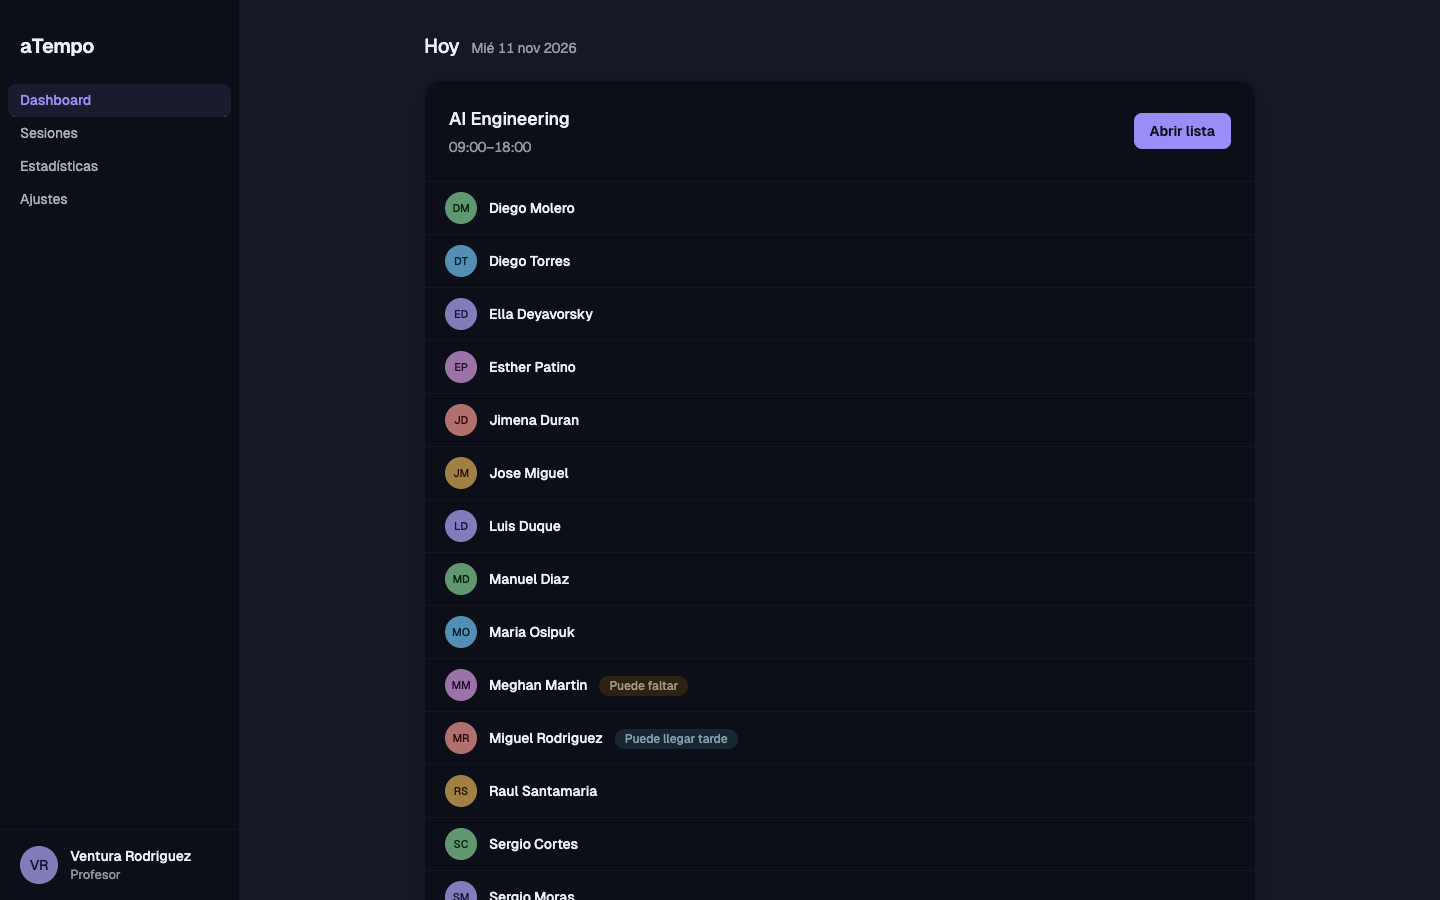 aTempo
Dashboard
Sesiones
Estadísticas
Ajustes
Ventura Rodriguez
Profesor
VR
Hoy Mié 11 nov 2026
AI Engineering
09:00–18:00
Abrir lista
DM Diego Molero
DT Diego Torres
ED Ella Deyavorsky
EP Esther Patino
JD Jimena Duran
JM Jose Miguel
LD Luis Duque
MD Manuel Diaz
MO Maria Osipuk
MM Meghan Martin Puede faltar
MR Miguel Rodriguez Puede llegar tarde
RS Raul Santamaria
SC Sergio Cortes
SM Sergio Moras